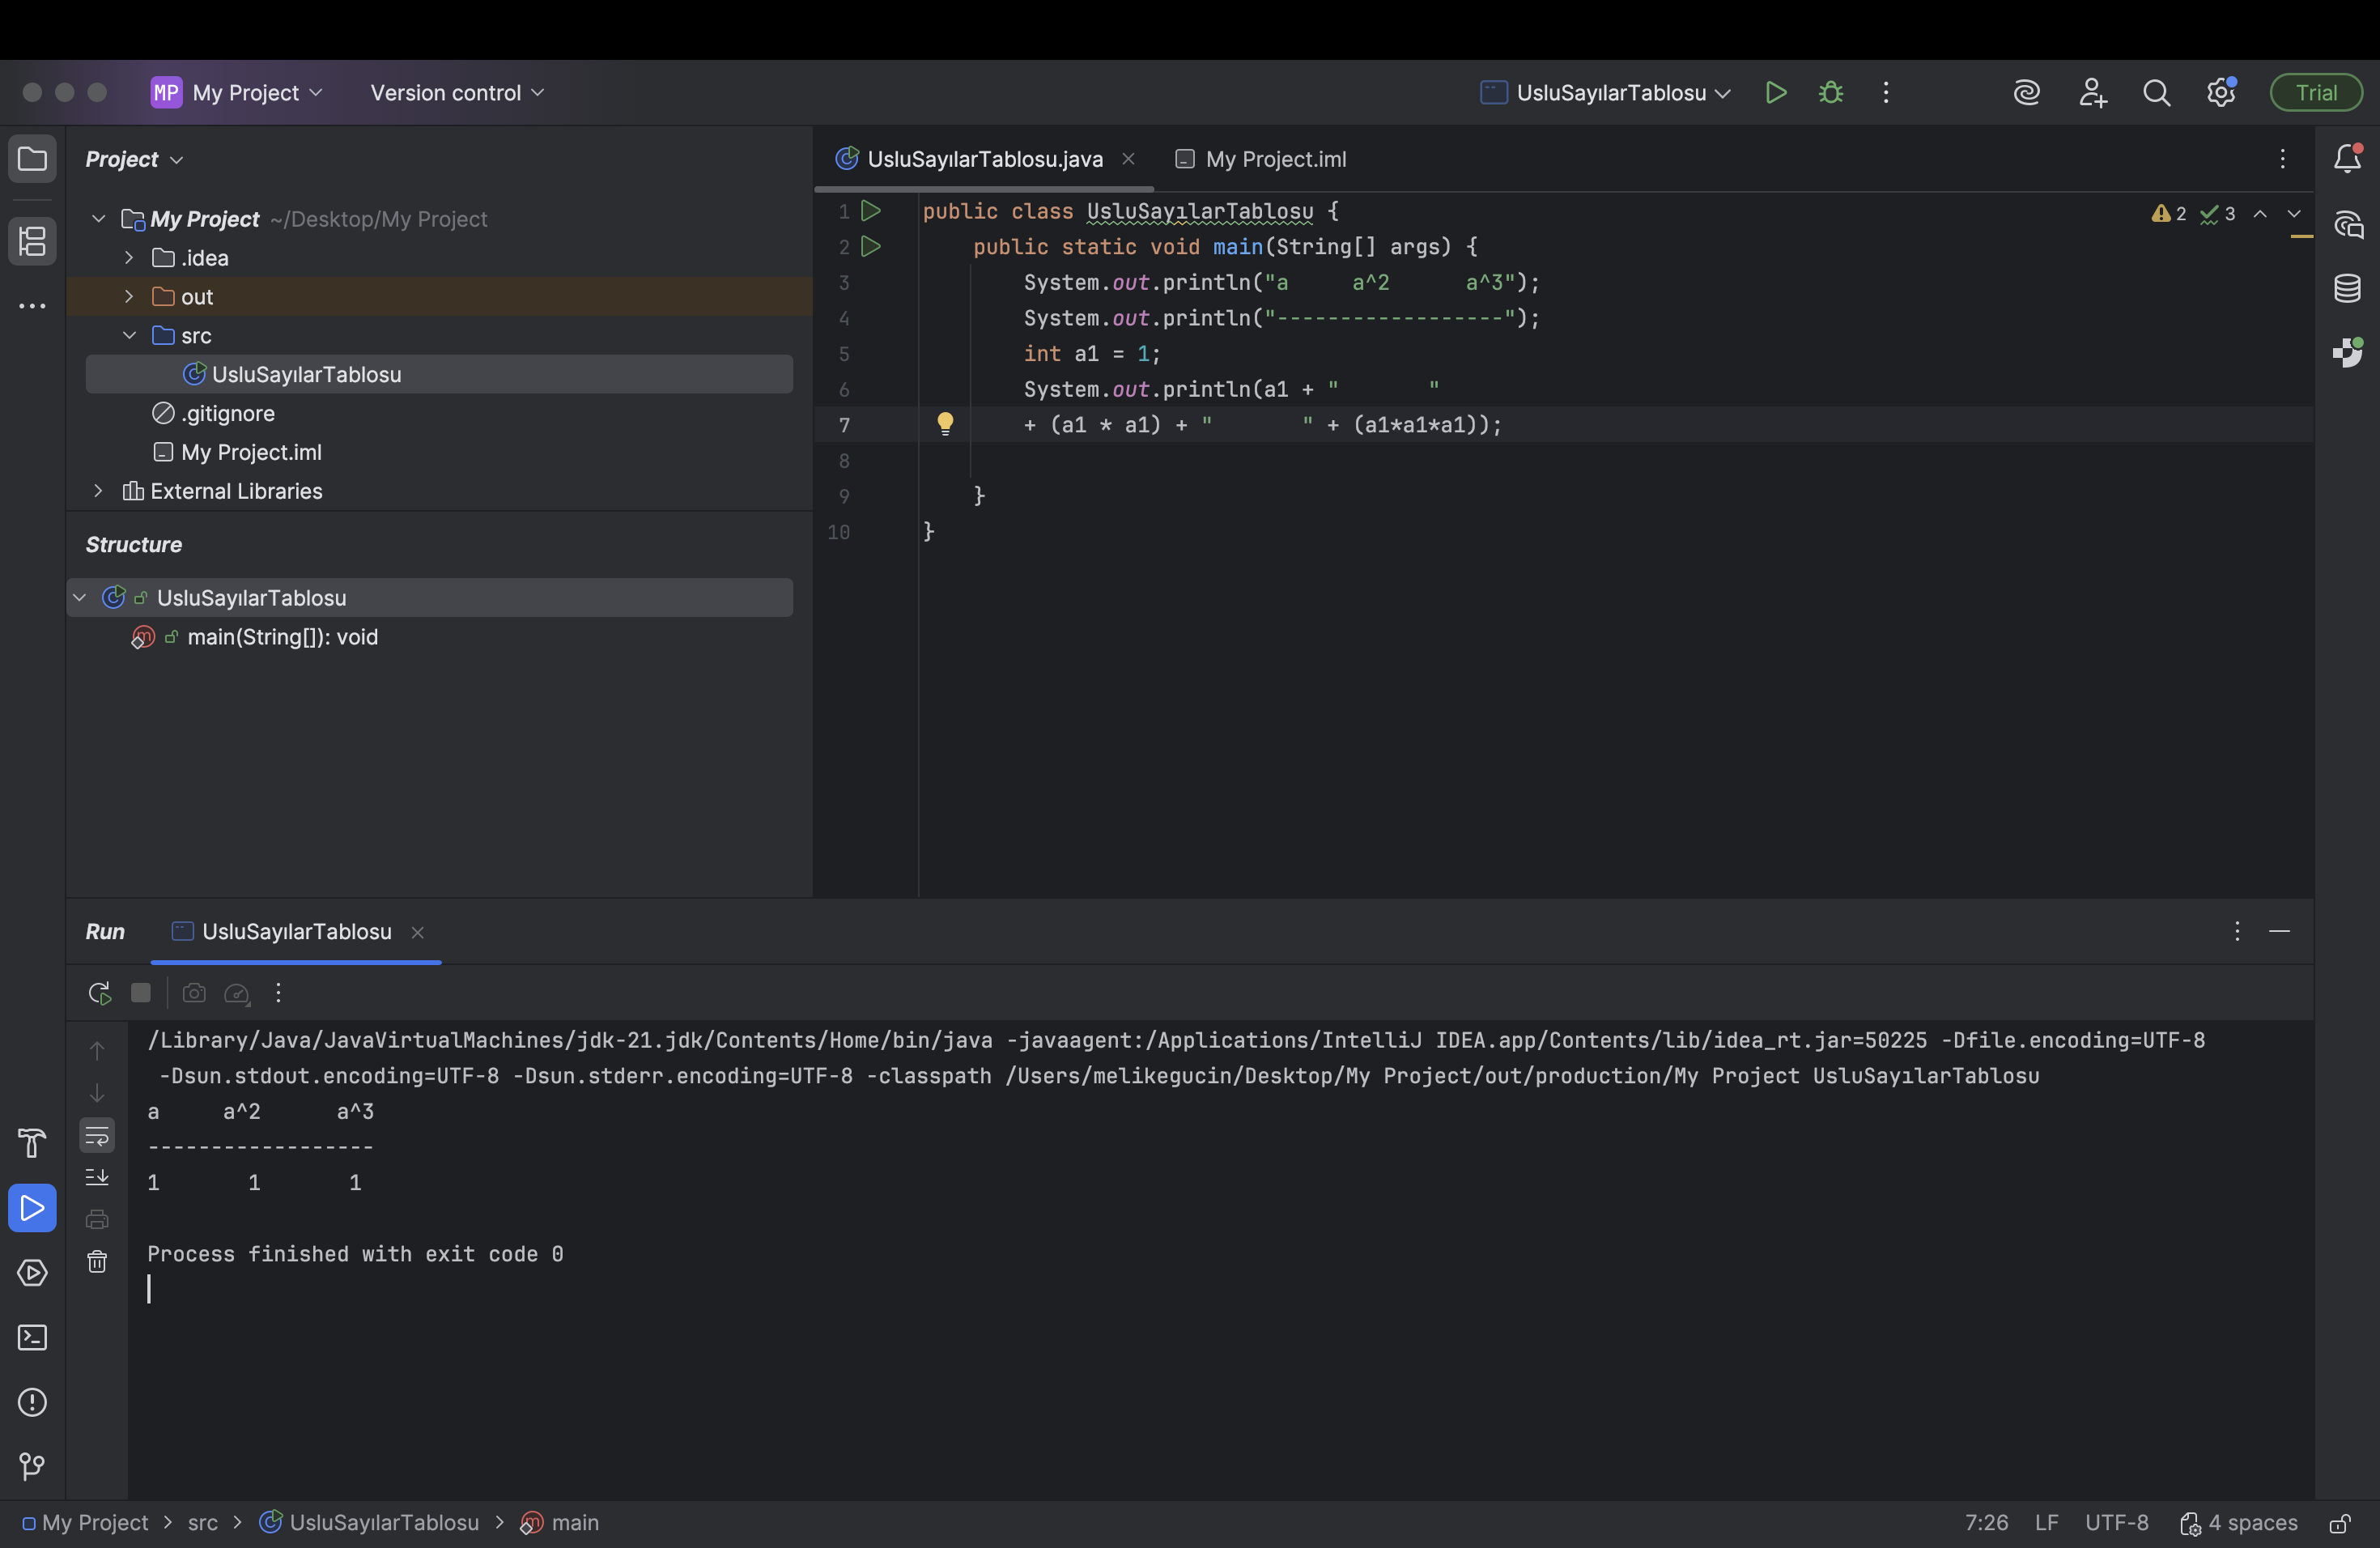 MP My Project Version control UsluSayılarTablosu Trial
Project
My Project ~/Desktop/My Project
.idea
out
src
UsluSayılarTablosu
.gitignore
My Project.iml
External Libraries
Structure
UsluSayılarTablosu
main(String[]): void
UsluSayılarTablosu.java My Project.iml
2 3
1 public class UsluSayılarTablosu {
2     public static void main(String[] args) {
3         System.out.println("a     a^2      a^3");
4         System.out.println("------------------");
5         int a1 = 1;
6         System.out.println(a1 + "       "
7         + (a1 * a1) + "       " + (a1*a1*a1));
8
9     }
10 }
Run UsluSayılarTablosu
/Library/Java/JavaVirtualMachines/jdk-21.jdk/Contents/Home/bin/java -javaagent:/Applications/IntelliJ IDEA.app/Contents/lib/idea_rt.jar=50225 -Dfile.encoding=UTF-8
-Dsun.stdout.encoding=UTF-8 -Dsun.stderr.encoding=UTF-8 -classpath /Users/melikegucin/Desktop/My Project/out/production/My Project UsluSayılarTablosu
a     a^2      a^3
------------------
1       1       1
Process finished with exit code 0
My Project src UsluSayılarTablosu main 7:26 LF UTF-8 4 spaces